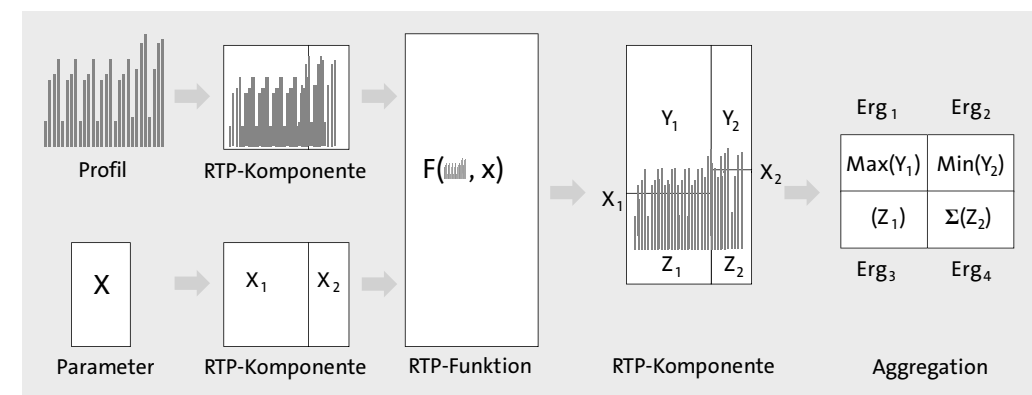 Profil
RTP-Komponente
X
Parameter
X₁ X₂
RTP-Komponente
F( , x)
RTP-Funktion
Y₁ Y₂
X₁
X₂
Z₁ Z₂
RTP-Komponente
Erg₁ Erg₂
Max(Y₁) Min(Y₂)
(Z₁) Σ(Z₂)
Erg₃ Erg₄
Aggregation